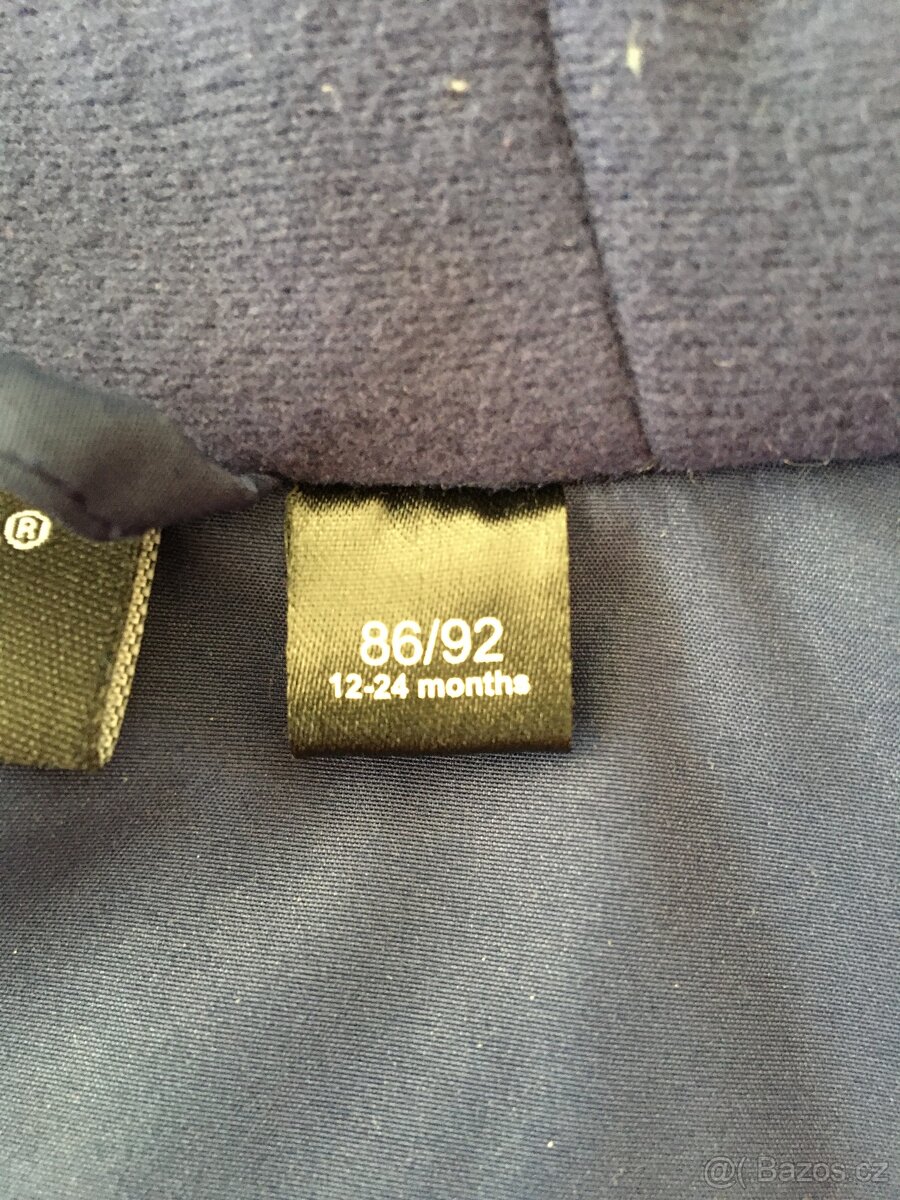 ®
86/92
12-24 months
@( Bazos.cz